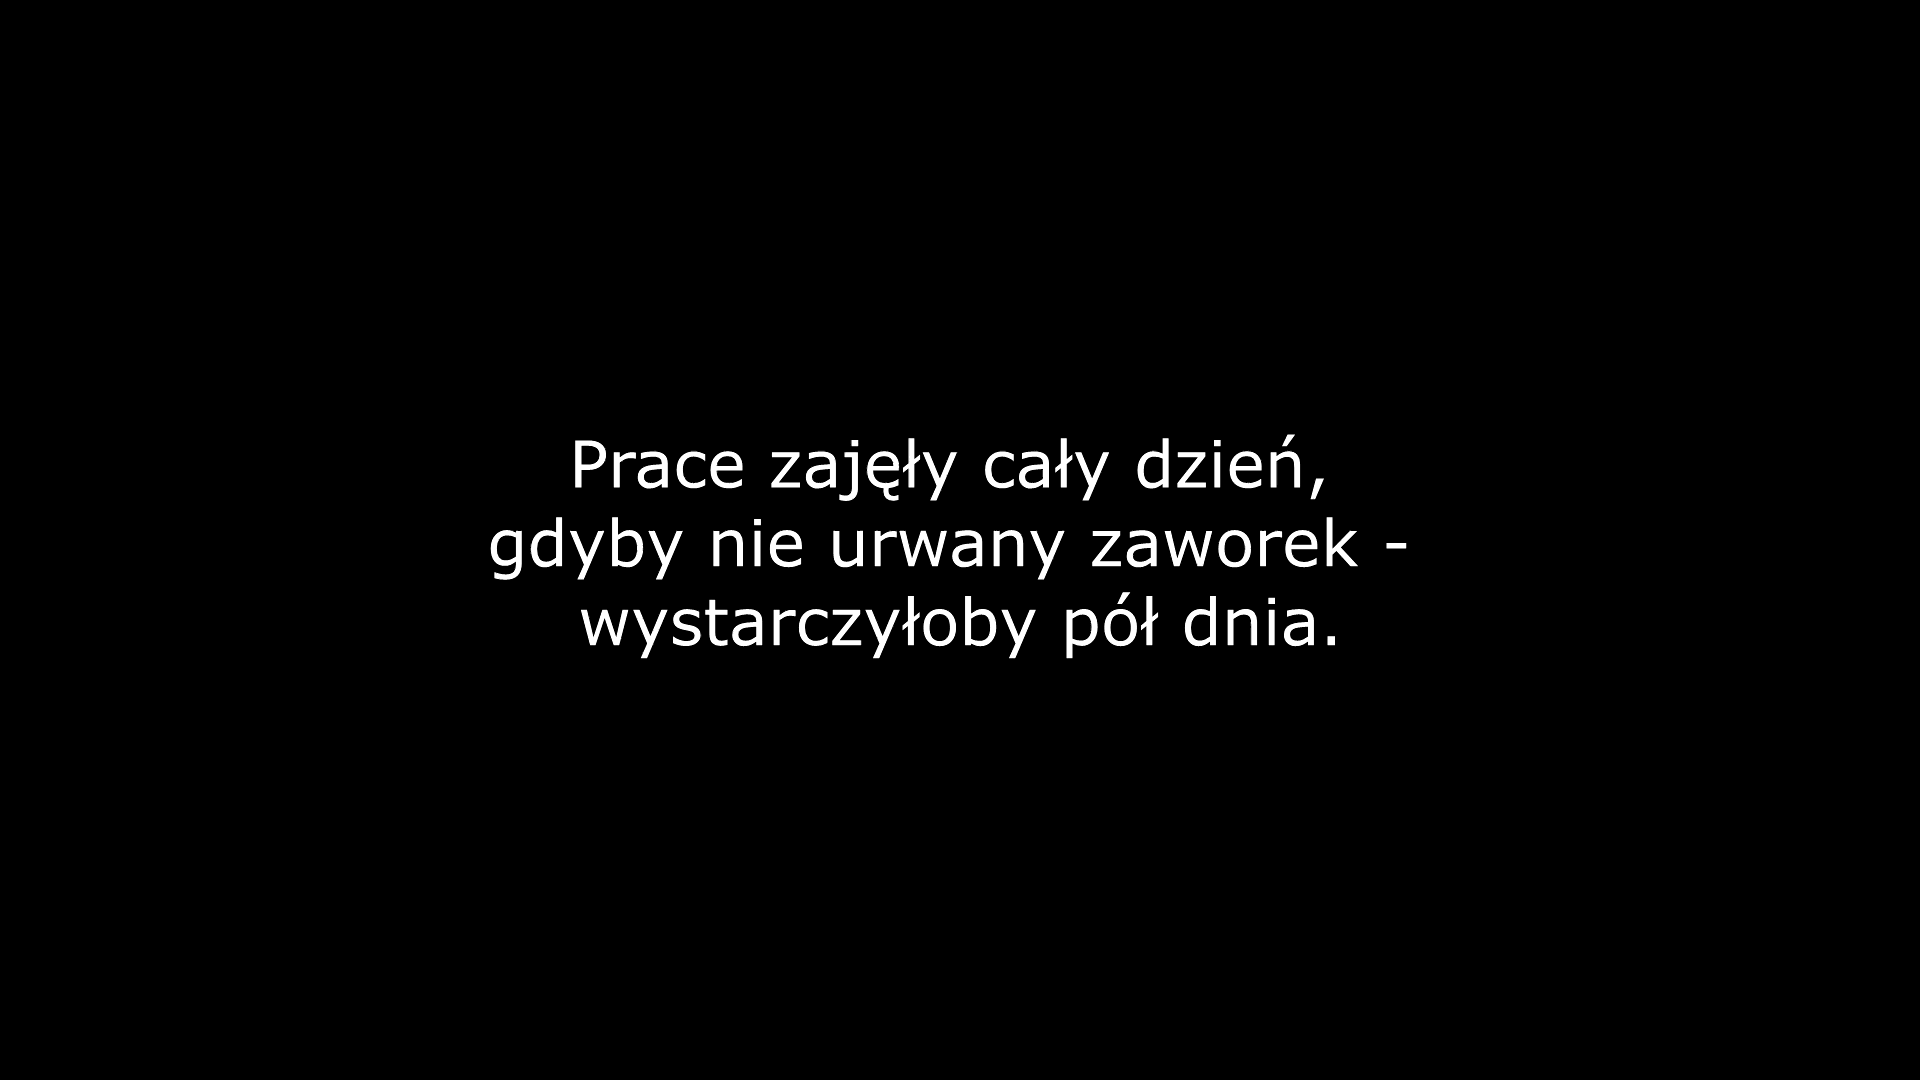 Prace zajęły cały dzień,
gdyby nie urwany zaworek -
wystarczyłoby pół dnia.